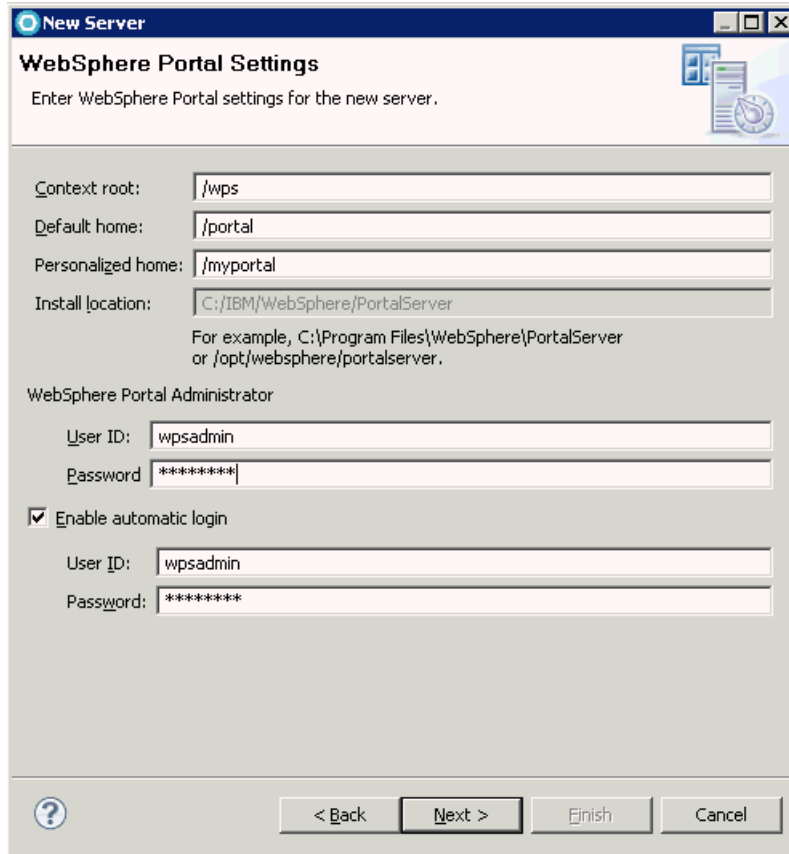 New Server
WebSphere Portal Settings
Enter WebSphere Portal settings for the new server.
Context root: /wps
Default home: /portal
Personalized home: /myportal
Install location: C:/IBM/WebSphere/PortalServer
For example, C:\Program Files\WebSphere\PortalServer
or /opt/websphere/portalserver.
WebSphere Portal Administrator
User ID: wpsadmin
Password ********
Enable automatic login
User ID: wpsadmin
Password: ********
? < Back Next > Finish Cancel